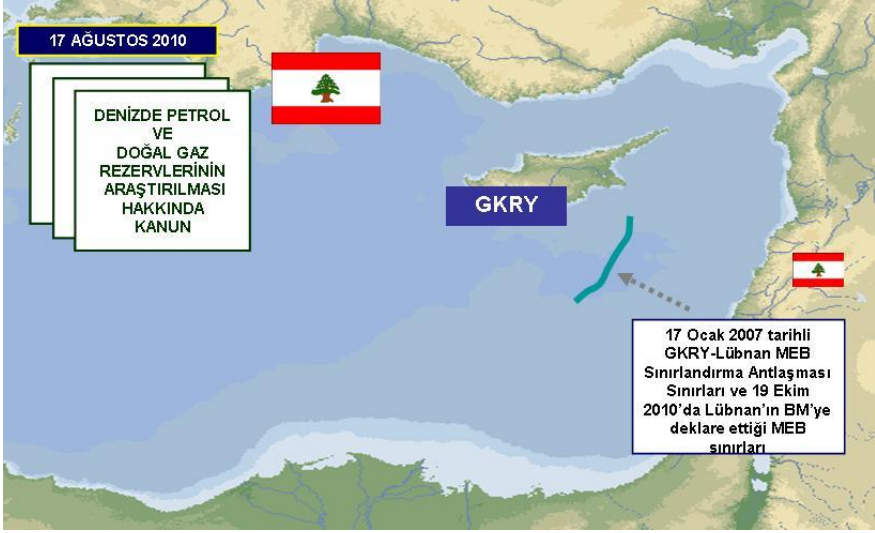 17 AĞUSTOS 2010
DENİZDE PETROL
VE
DOĞAL GAZ
REZERVLERİNİN
ARAŞTIRILMASI
HAKKINDA
KANUN
GKRY
17 Ocak 2007 tarihli
GKRY-Lübnan MEB
Sınırlandırma Antlaşması
Sınırları ve 19 Ekim
2010'da Lübnan'ın BM'ye
deklare ettiği MEB
sınırları